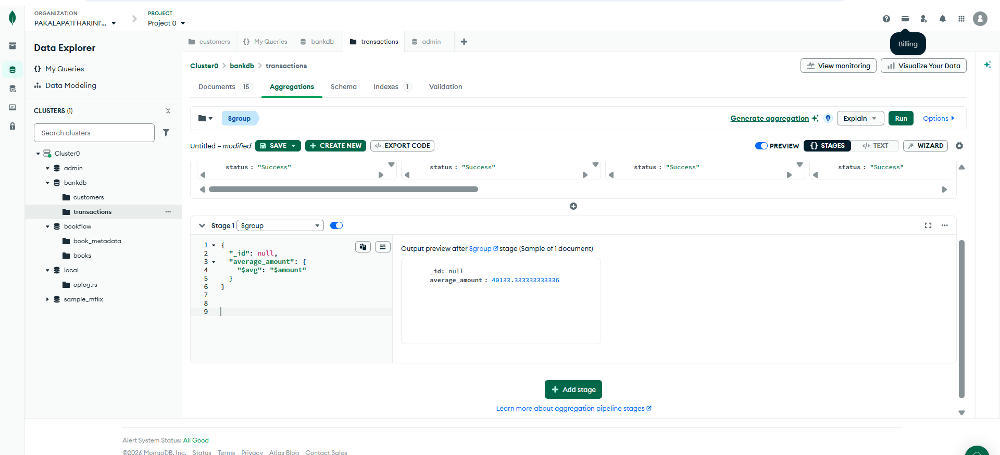 ORGANIZATION
PAKALAPATI HARINI'...
PROJECT
Project 0
Billing
Data Explorer
My Queries
Data Modeling
CLUSTERS (1)
Search clusters
Cluster0
admin
bankdb
customers
transactions
bookflow
book_metadata
books
local
oplog.rs
sample_mflix
customers
{} My Queries
bankdb
transactions
admin
Cluster0 > bankdb > transactions
View monitoring
Visualize Your Data
Documents 15
Aggregations
Schema
Indexes 1
Validation
$group
Generate aggregation
Explain
Run
Options
Untitled – modified
SAVE
+ CREATE NEW
</> EXPORT CODE
PREVIEW
{} STAGES
</> TEXT
WIZARD
status : "Success"
status : "Success"
status : "Success"
status : "Success"
Stage 1 $group
1 {
2 "_id": null,
3 "average_amount": {
4 "$avg": "$amount"
5 }
6 }
7
8
9
Output preview after $group stage (Sample of 1 document)
_id: null
average_amount : 40133.333333333336
+ Add stage
Learn more about aggregation pipeline stages
Alert System Status: All Good
©2026 MongoDB, Inc. Status Terms Privacy Atlas Blog Contact Sales